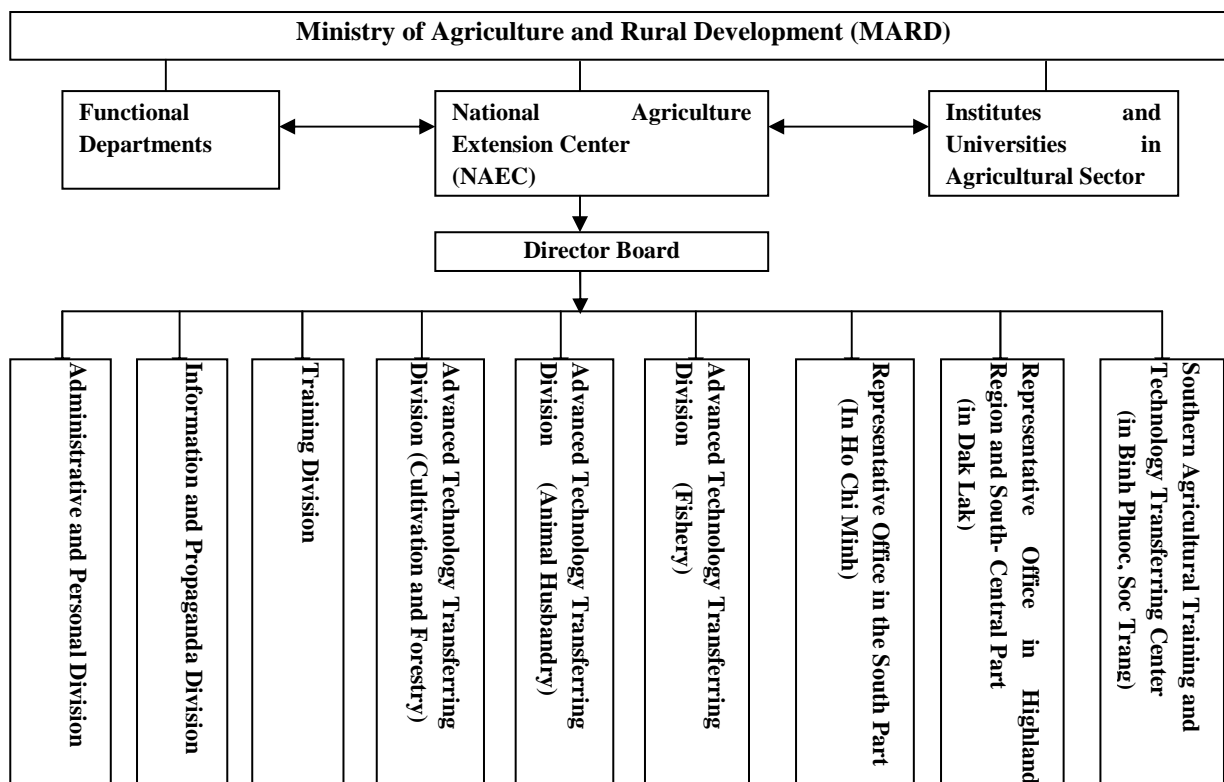 Ministry of Agriculture and Rural Development (MARD)
Functional
Departments
National Agriculture
Extension Center
(NAEC)
Institutes and
Universities in
Agricultural Sector
Director Board
Administrative and Personal Division
Information and Propaganda Division
Training Division
Advanced Technology Transferring
Division (Cultivation and Forestry)
Advanced Technology Transferring
Division (Animal Husbandry)
Advanced Technology Transferring
Division (Fishery)
Representative Office in the South Part
(In Ho Chi Minh)
Representative Office in Highland
Region and South- Central Part
(in Dak Lak)
Southern Agricultural Training and
Technology Transferring Center
(in Binh Phuoc, Soc Trang)